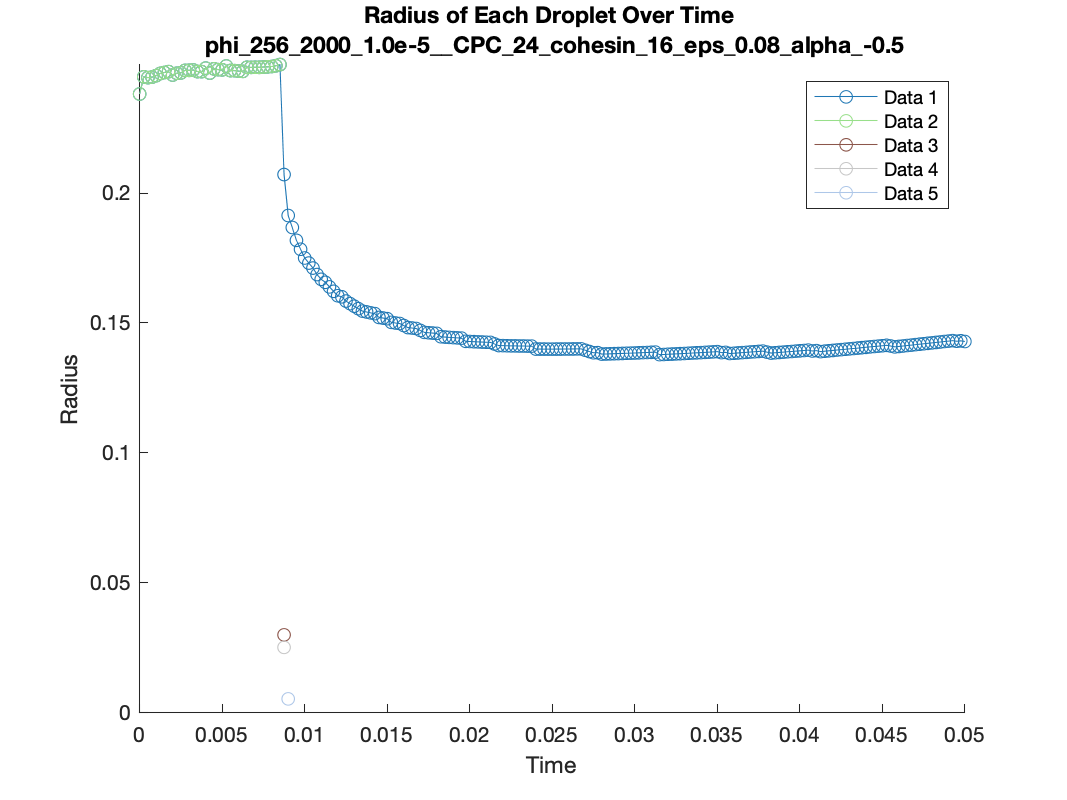 Radius of Each Droplet Over Time
phi_256_2000_1.0e-5__CPC_24_cohesin_16_eps_0.08_alpha_-0.5
Data 1
Data 2
Data 3
Data 4
Data 5
0.2
0.15
0.1
0.05
0
Radius
0
0.005
0.01
0.015
0.02
0.025
0.03
0.035
0.04
0.045
0.05
Time